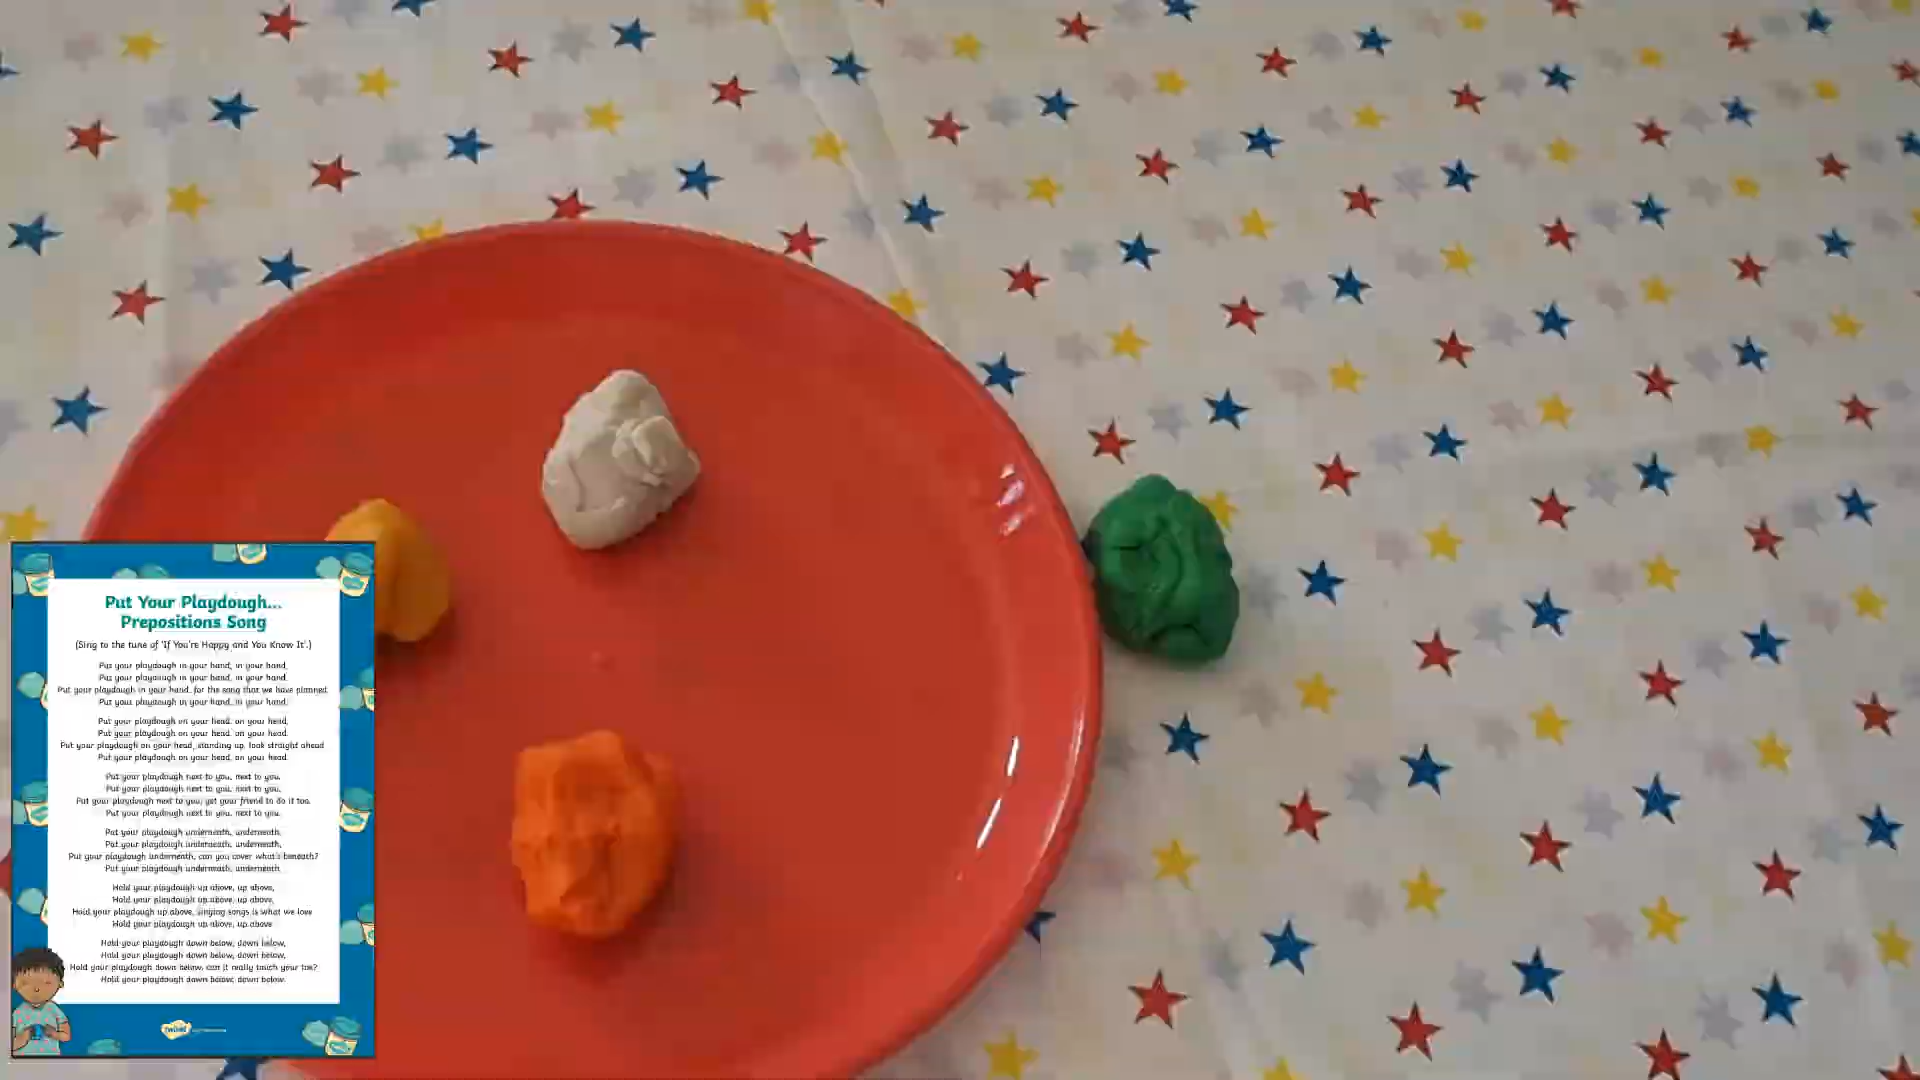 Put Your Playdough...
Prepositions Song
(Sing to the tune of 'If You're Happy and You Know It'.)
Put your playdough in your hand, in your hand,
Put your playdough in your hand, in your hand.
Put your playdough in your hand, for the song that we have planned.
Put your playdough in your hand, in your hand.
Put your playdough on your head, on your head,
Put your playdough on your head, on your head.
Put your playdough on your head, standing up, look straight ahead
Put your playdough on your head, on your head.
Put your playdough next to you, next to you,
Put your playdough next to you, next to you,
Put your playdough next to you, get your friend to do it too.
Put your playdough next to you, next to you.
Put your playdough underneath, underneath,
Put your playdough underneath, underneath,
Put your playdough underneath, can you cover what's beneath?
Put your playdough underneath, underneath
Hold your playdough up above, up above,
Hold your playdough up above, up above,
Hold your playdough up above, singing songs is what we love
Hold your playdough up above, up above
Hold your playdough down below, down below,
Hold your playdough down below, down below,
Hold your playdough down below, can it really touch your toe?
Hold your playdough down below, down below.
twinkl